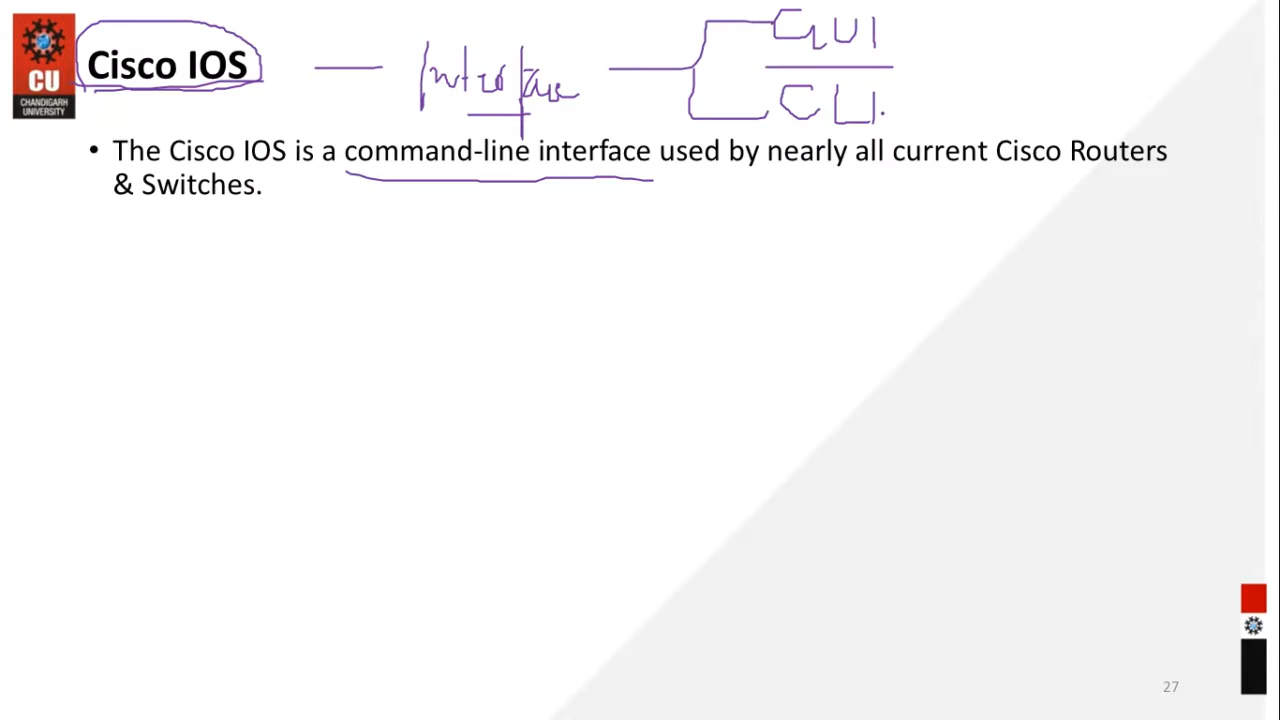 CU
CHANDIGARH
UNIVERSITY
Cisco IOS
Interface
GUI
CLI.
• The Cisco IOS is a command-line interface used by nearly all current Cisco Routers
& Switches.
27